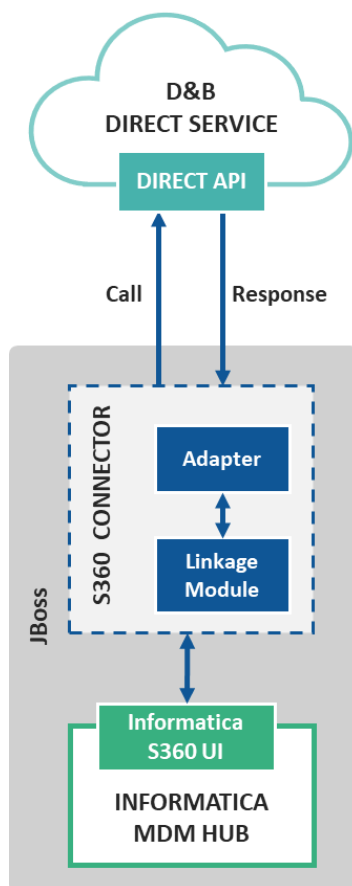 D&B
DIRECT SERVICE
DIRECT API
Call
Response
S360 CONNECTOR
Adapter
Linkage
Module
JBoss
Informatica
S360 UI
INFORMATICA
MDM HUB